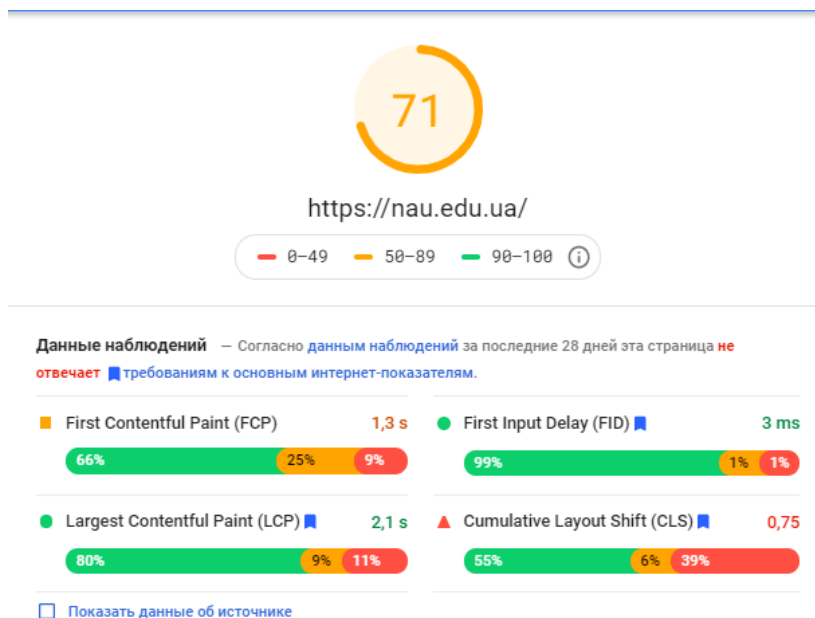 71
https://nau.edu.ua/
0–49 50–89 90–100
Данные наблюдений — Согласно данным наблюдений за последние 28 дней эта страница не
отвечает требованиям к основным интернет-показателям.
First Contentful Paint (FCP) 1,3 s
66% 25% 9%
First Input Delay (FID) 3 ms
99% 1% 1%
Largest Contentful Paint (LCP) 2,1 s
80% 9% 11%
Cumulative Layout Shift (CLS) 0,75
55% 6% 39%
Показать данные об источнике